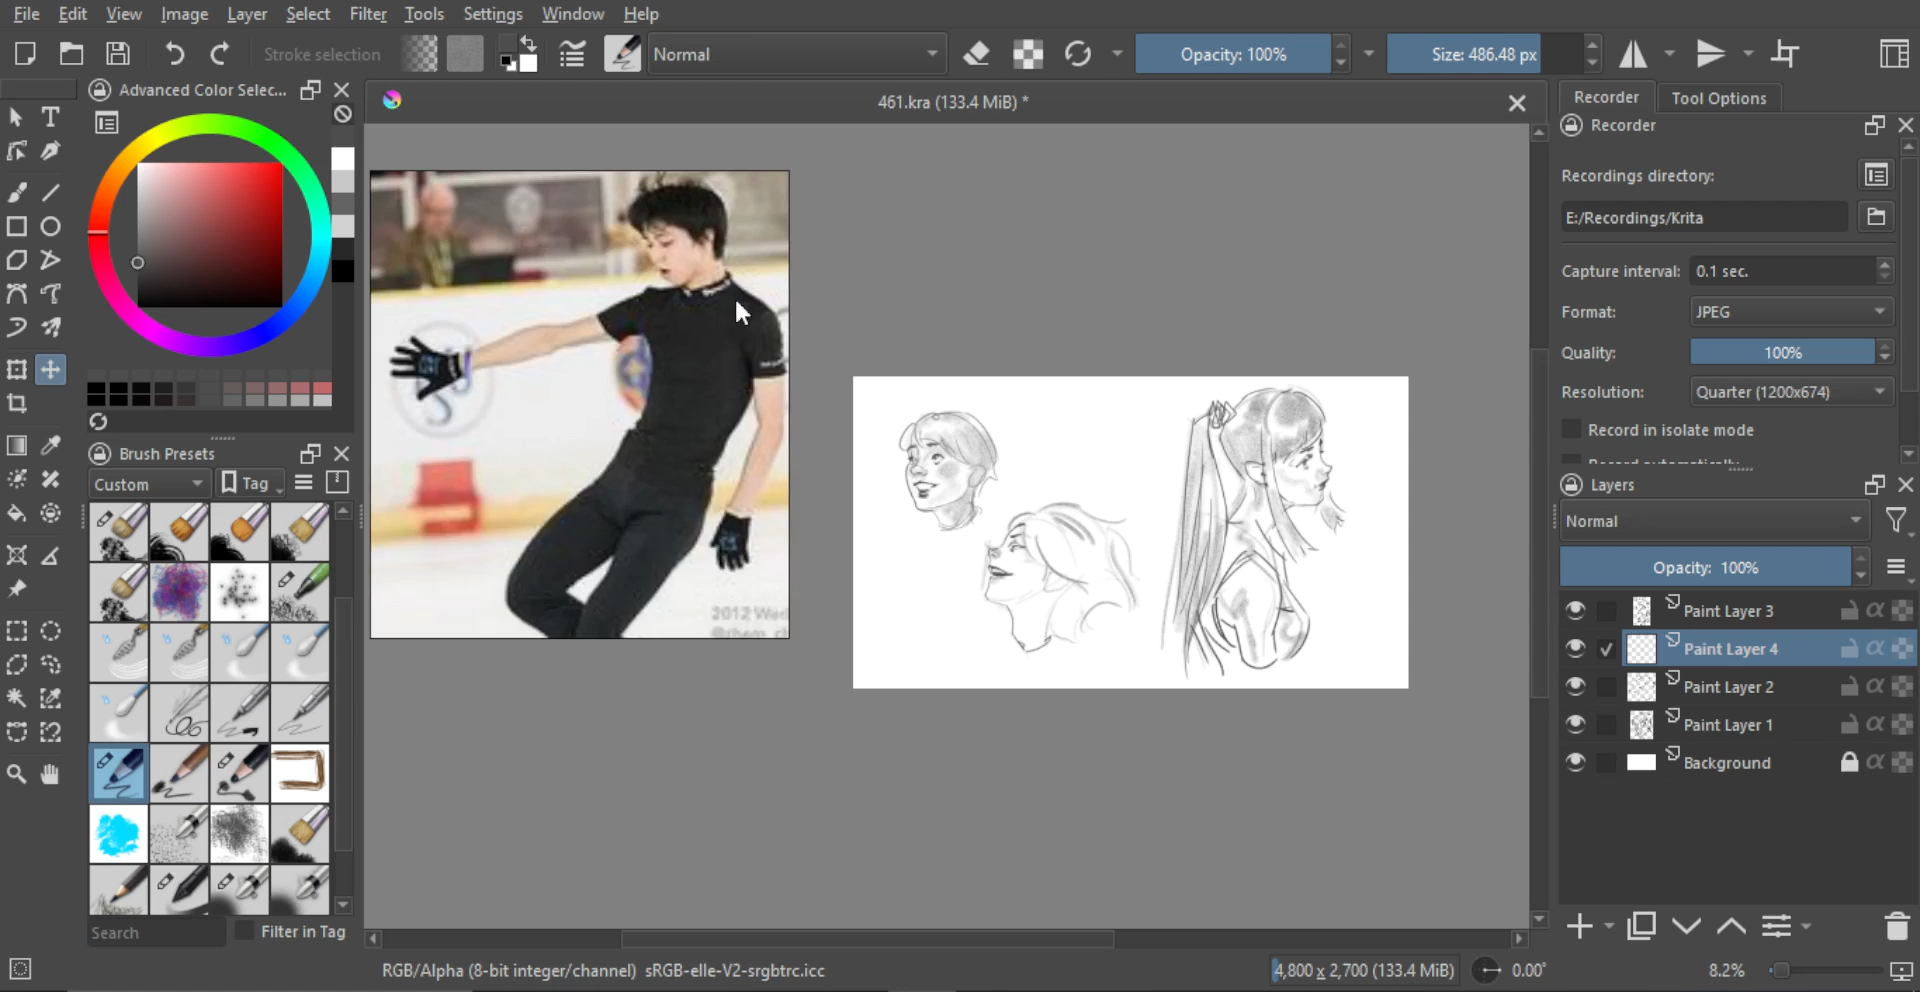 File Edit View Image Layer Select Filter Tools Settings Window Help
Stroke selection
Normal
Opacity: 100%
Size: 486.48 px
Advanced Color Selec...
461.kra (133.4 MiB) *
Recorder
Tool Options
Recorder
Recordings directory:
E:/Recordings/Krita
Capture interval: 0.1 sec.
Format: JPEG
Quality: 100%
Resolution: Quarter (1200x674)
Record in isolate mode
Brush Presets
Custom
Tag
Layers
Normal
Opacity: 100%
Paint Layer 3
Paint Layer 4
Paint Layer 2
Paint Layer 1
Background
2012
Search
Filter in Tag
RGB/Alpha (8-bit integer/channel) sRGB-elle-V2-srgbtrc.icc
4,800 x 2,700 (133.4 MiB)
0.00°
8.2%